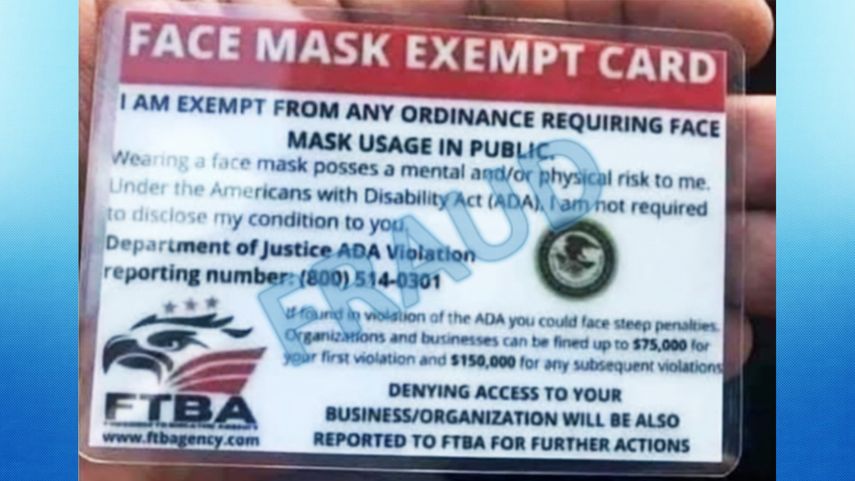 FACE MASK EXEMPT CARD
I AM EXEMPT FROM ANY ORDINANCE REQUIRING FACE
MASK USAGE IN PUBLIC.
Wearing a face mask posses a mental and/or physical risk to me.
Under the Americans with Disability Act (ADA), I am not required
to disclose my condition to you.
Department of Justice ADA Violation
reporting number: (800) 514-0301
FRAUD
If found in violation of the ADA you could face steep penalties.
Organizations and businesses can be fined up to $75,000 for
your first violation and $150,000 for any subsequent violations
DENYING ACCESS TO YOUR
BUSINESS/ORGANIZATION WILL BE ALSO
REPORTED TO FTBA FOR FURTHER ACTIONS
FTBA
www.ftbagency.com